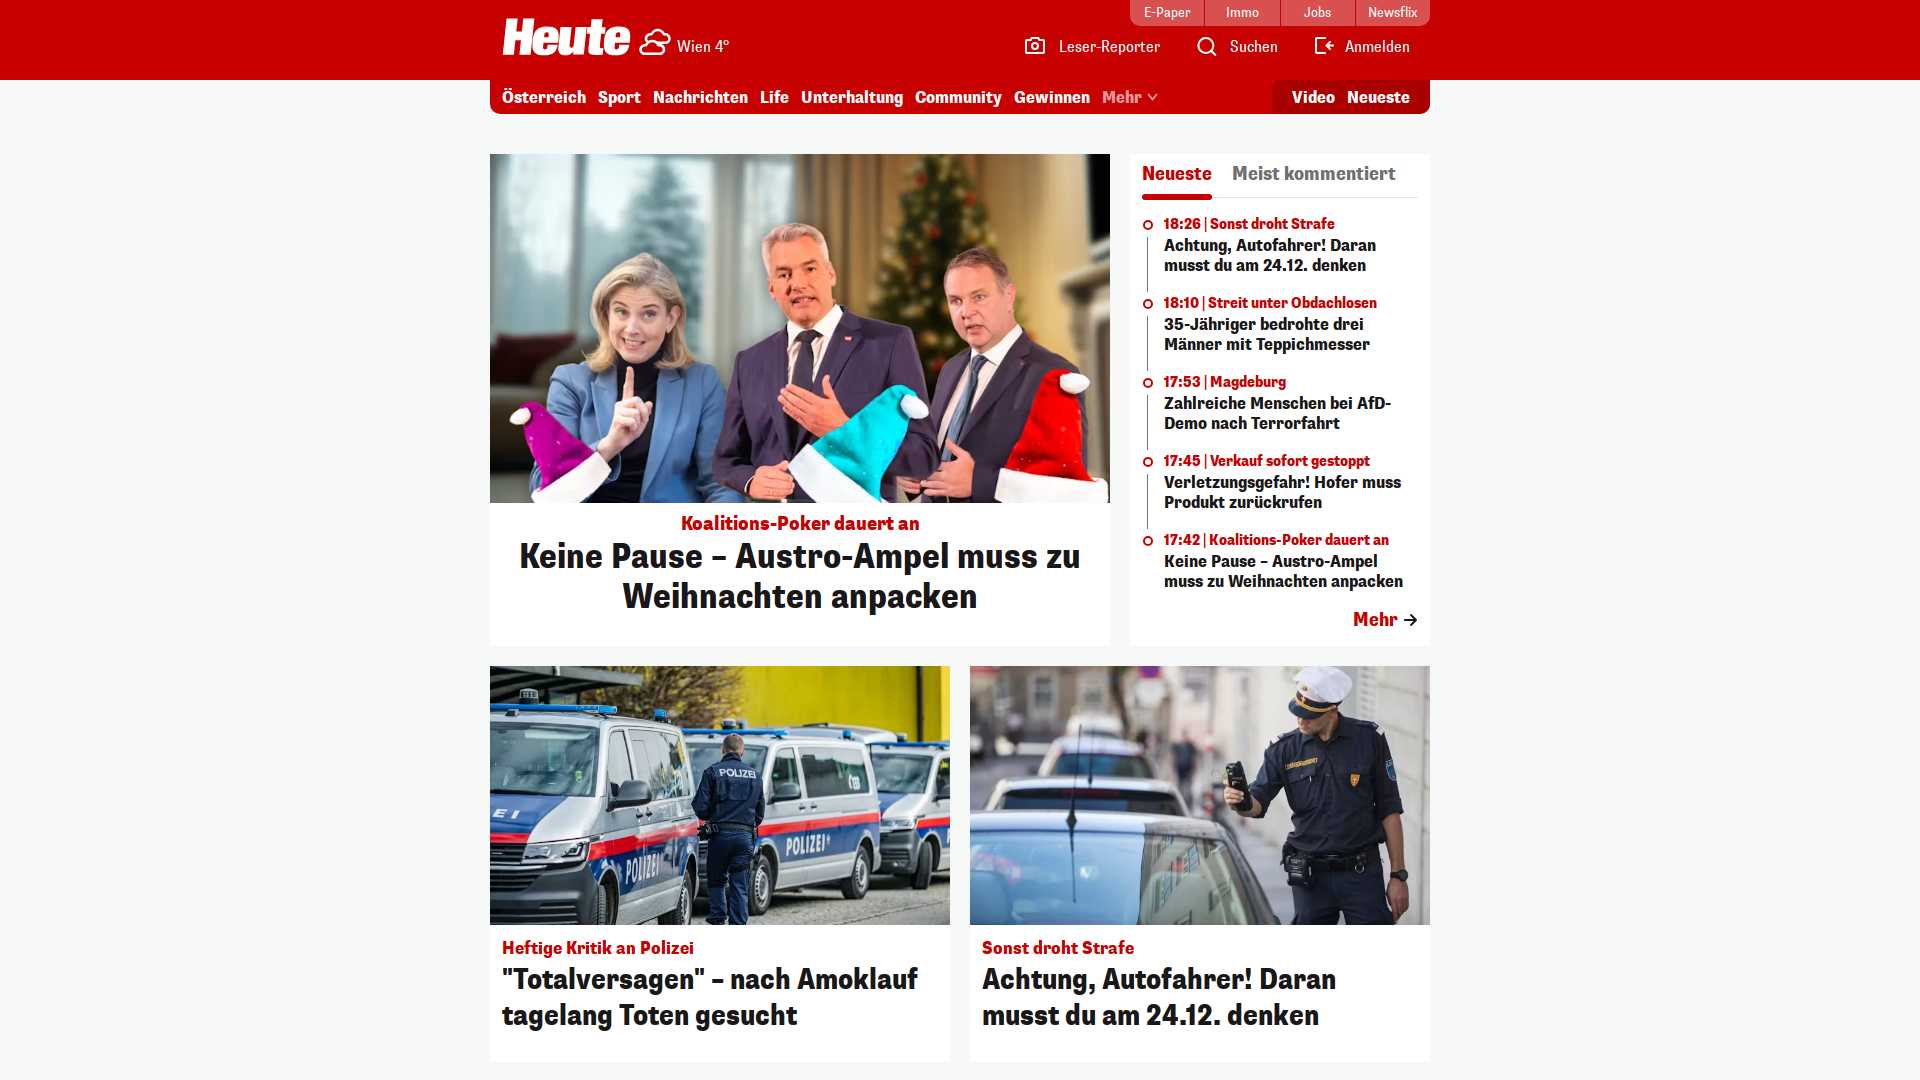 E-Paper
Immo
Jobs
Newsflix
Heute
Wien 4°
Leser-Reporter
Suchen
Anmelden
Österreich
Sport
Nachrichten
Life
Unterhaltung
Community
Gewinnen
Mehr
Video
Neueste
Koalitions-Poker dauert an
Keine Pause – Austro-Ampel muss zu
Weihnachten anpacken
Neueste
Meist kommentiert
18:26 | Sonst droht Strafe
Achtung, Autofahrer! Daran
musst du am 24.12. denken
18:10 | Streit unter Obdachlosen
35-Jähriger bedrohte drei
Männer mit Teppichmesser
17:53 | Magdeburg
Zahlreiche Menschen bei AfD-
Demo nach Terrorfahrt
17:45 | Verkauf sofort gestoppt
Verletzungsgefahr! Hofer muss
Produkt zurückrufen
17:42 | Koalitions-Poker dauert an
Keine Pause – Austro-Ampel
muss zu Weihnachten anpacken
Mehr
POLIZEI
EI
POLIZEI
POLIZEI
Heftige Kritik an Polizei
"Totalversagen" – nach Amoklauf
tagelang Toten gesucht
Sonst droht Strafe
Achtung, Autofahrer! Daran
musst du am 24.12. denken